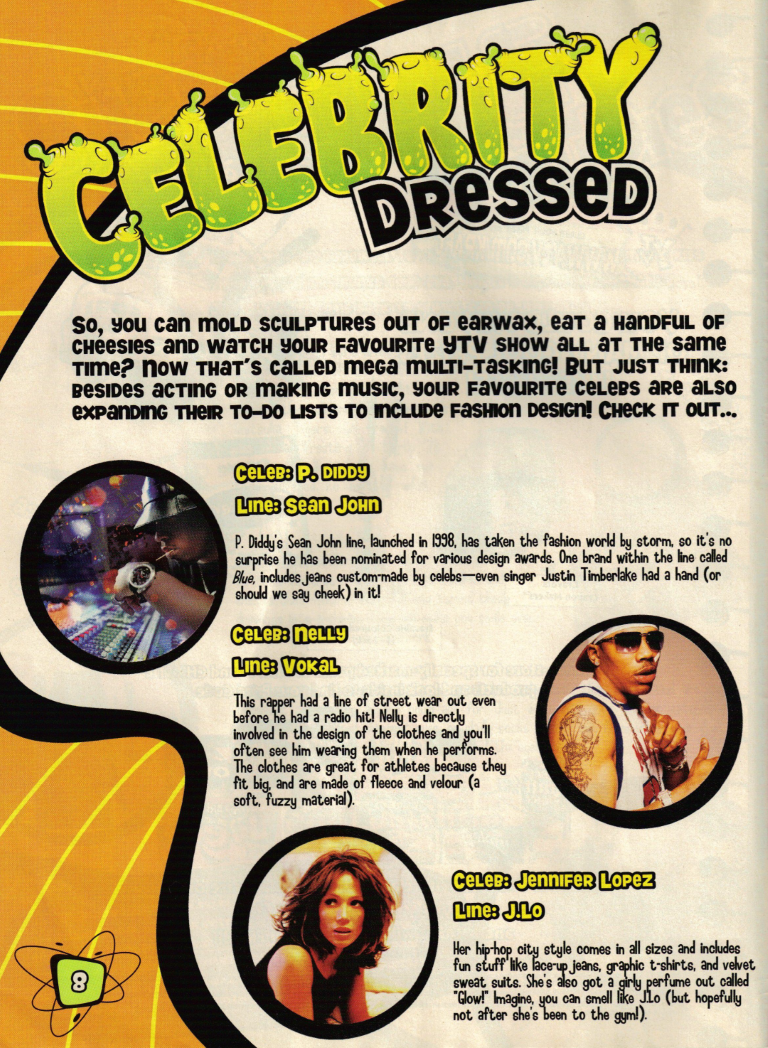 CELEBRITY
DRESSED
So, you can mold sculptures out of earwax, eat a handful of
cheesies and watch your favourite YTV show all at the same
time? Now that's called mega multi-tasking! But just think:
besides acting or making music, your favourite celebs are also
expanding their to-do lists to include fashion design! Check it out...
Celeb: P. Diddy
Line: Sean John
P. Diddy's Sean John line, launched in 1998, has taken the fashion world by storm, so it's no
surprise he has been nominated for various design awards. One brand within the line called
Blue, includes jeans custom-made by celebs—even singer Justin Timberlake had a hand (or
should we say cheek) in it!
Celeb: Nelly
Line: Vokal
This rapper had a line of street wear out even
before he had a radio hit! Nelly is directly
involved in the design of the clothes and you'll
often see him wearing them when he performs.
The clothes are great for athletes because they
fit big, and are made of fleece and velour (a
soft, fuzzy material).
Celeb: Jennifer Lopez
Line: J.Lo
Her hip-hop city style comes in all sizes and includes
fun stuff like lace-up jeans, graphic t-shirts, and velvet
sweat suits. She's also got a girly perfume out called
"Glow!" Imagine, you can smell like J.Lo (but hopefully
not after she's been to the gym!).
8